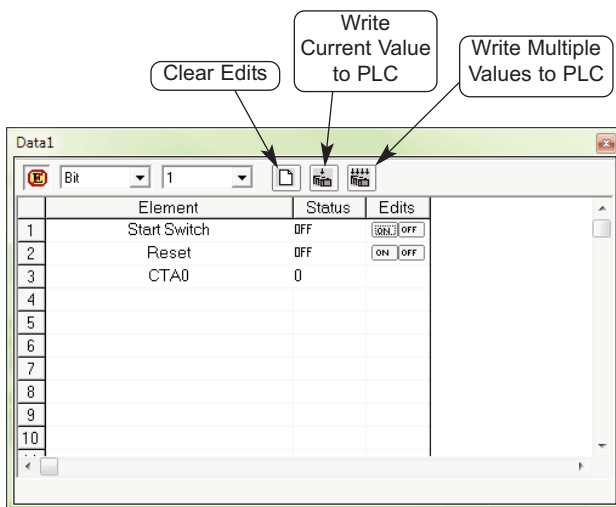 Write
Current Value
to PLC
Write Multiple
Values to PLC
Clear Edits
Data1
E Bit 1
Element Status Edits
1 Start Switch OFF ON OFF
2 Reset OFF ON OFF
3 CTA0 0
4
5
6
7
8
9
10